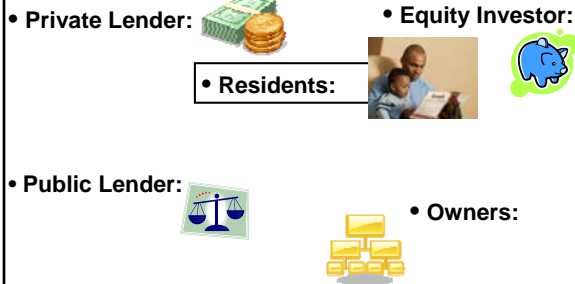 • Private Lender:
• Equity Investor:
• Residents:
• Public Lender:
• Owners: